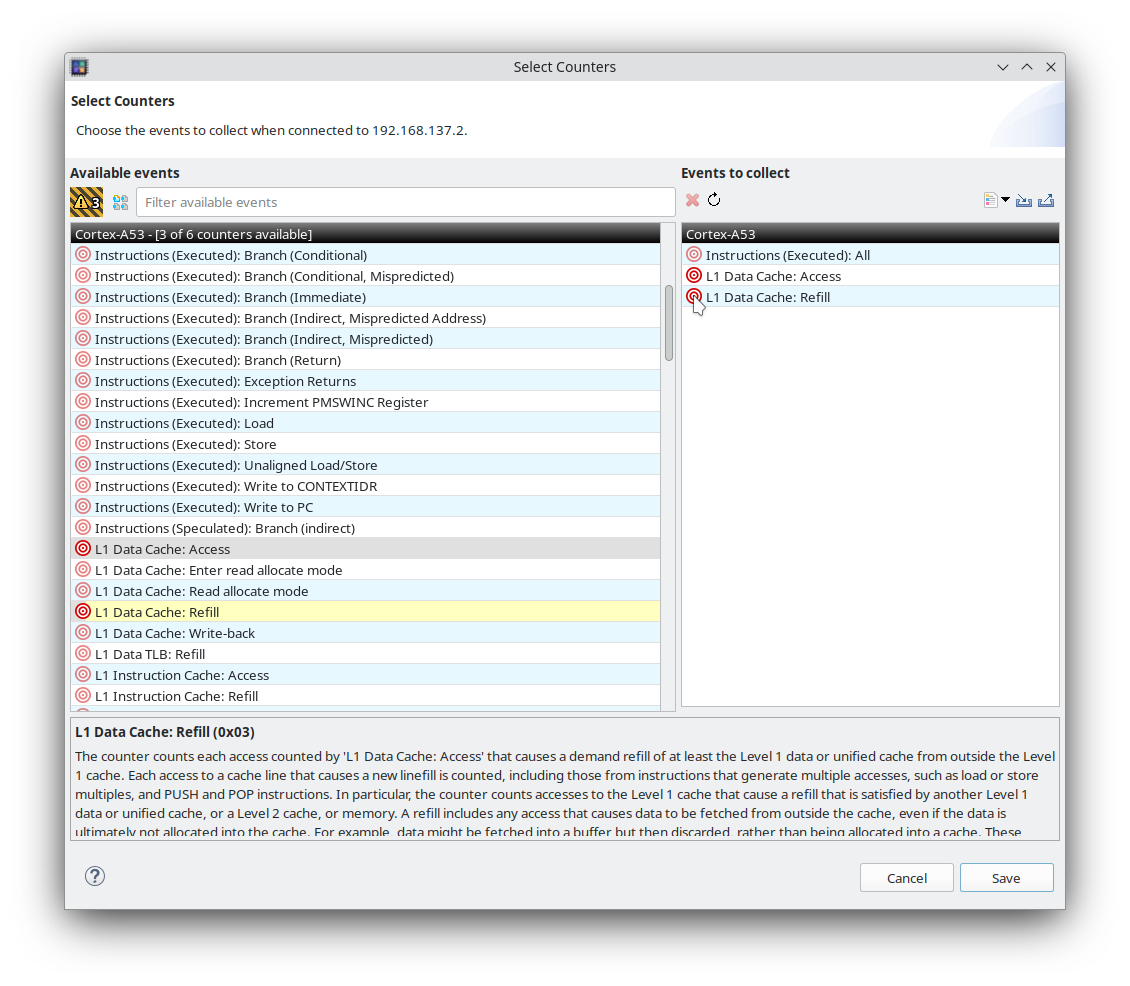 Select Counters
Select Counters
Choose the events to collect when connected to 192.168.137.2.
Available events
3
Filter available events
Cortex-A53 - [3 of 6 counters available]
Instructions (Executed): Branch (Conditional)
Instructions (Executed): Branch (Conditional, Mispredicted)
Instructions (Executed): Branch (Immediate)
Instructions (Executed): Branch (Indirect, Mispredicted Address)
Instructions (Executed): Branch (Indirect, Mispredicted)
Instructions (Executed): Branch (Return)
Instructions (Executed): Exception Returns
Instructions (Executed): Increment PMSWINC Register
Instructions (Executed): Load
Instructions (Executed): Store
Instructions (Executed): Unaligned Load/Store
Instructions (Executed): Write to CONTEXTIDR
Instructions (Executed): Write to PC
Instructions (Speculated): Branch (indirect)
L1 Data Cache: Access
L1 Data Cache: Enter read allocate mode
L1 Data Cache: Read allocate mode
L1 Data Cache: Refill
L1 Data Cache: Write-back
L1 Data TLB: Refill
L1 Instruction Cache: Access
L1 Instruction Cache: Refill
Events to collect
Cortex-A53
Instructions (Executed): All
L1 Data Cache: Access
L1 Data Cache: Refill
L1 Data Cache: Refill (0x03)
The counter counts each access counted by 'L1 Data Cache: Access' that causes a demand refill of at least the Level 1 data or unified cache from outside the Level
1 cache. Each access to a cache line that causes a new linefill is counted, including those from instructions that generate multiple accesses, such as load or store
multiples, and PUSH and POP instructions. In particular, the counter counts accesses to the Level 1 cache that cause a refill that is satisfied by another Level 1
data or unified cache, or a Level 2 cache, or memory. A refill includes any access that causes data to be fetched from outside the cache, even if the data is
ultimately not allocated into the cache. For example, data might be fetched into a buffer but then discarded, rather than being allocated into a cache. These
?
Cancel
Save